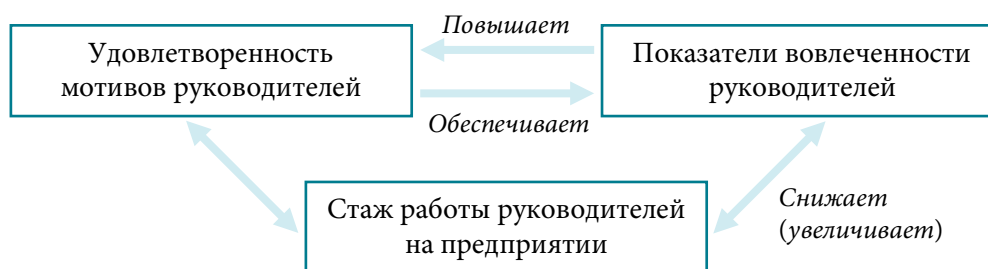 Повышает
Удовлетворенность
мотивов руководителей
Показатели вовлеченности
руководителей
Обеспечивает
Стаж работы руководителей
на предприятии
Снижает
(увеличивает)